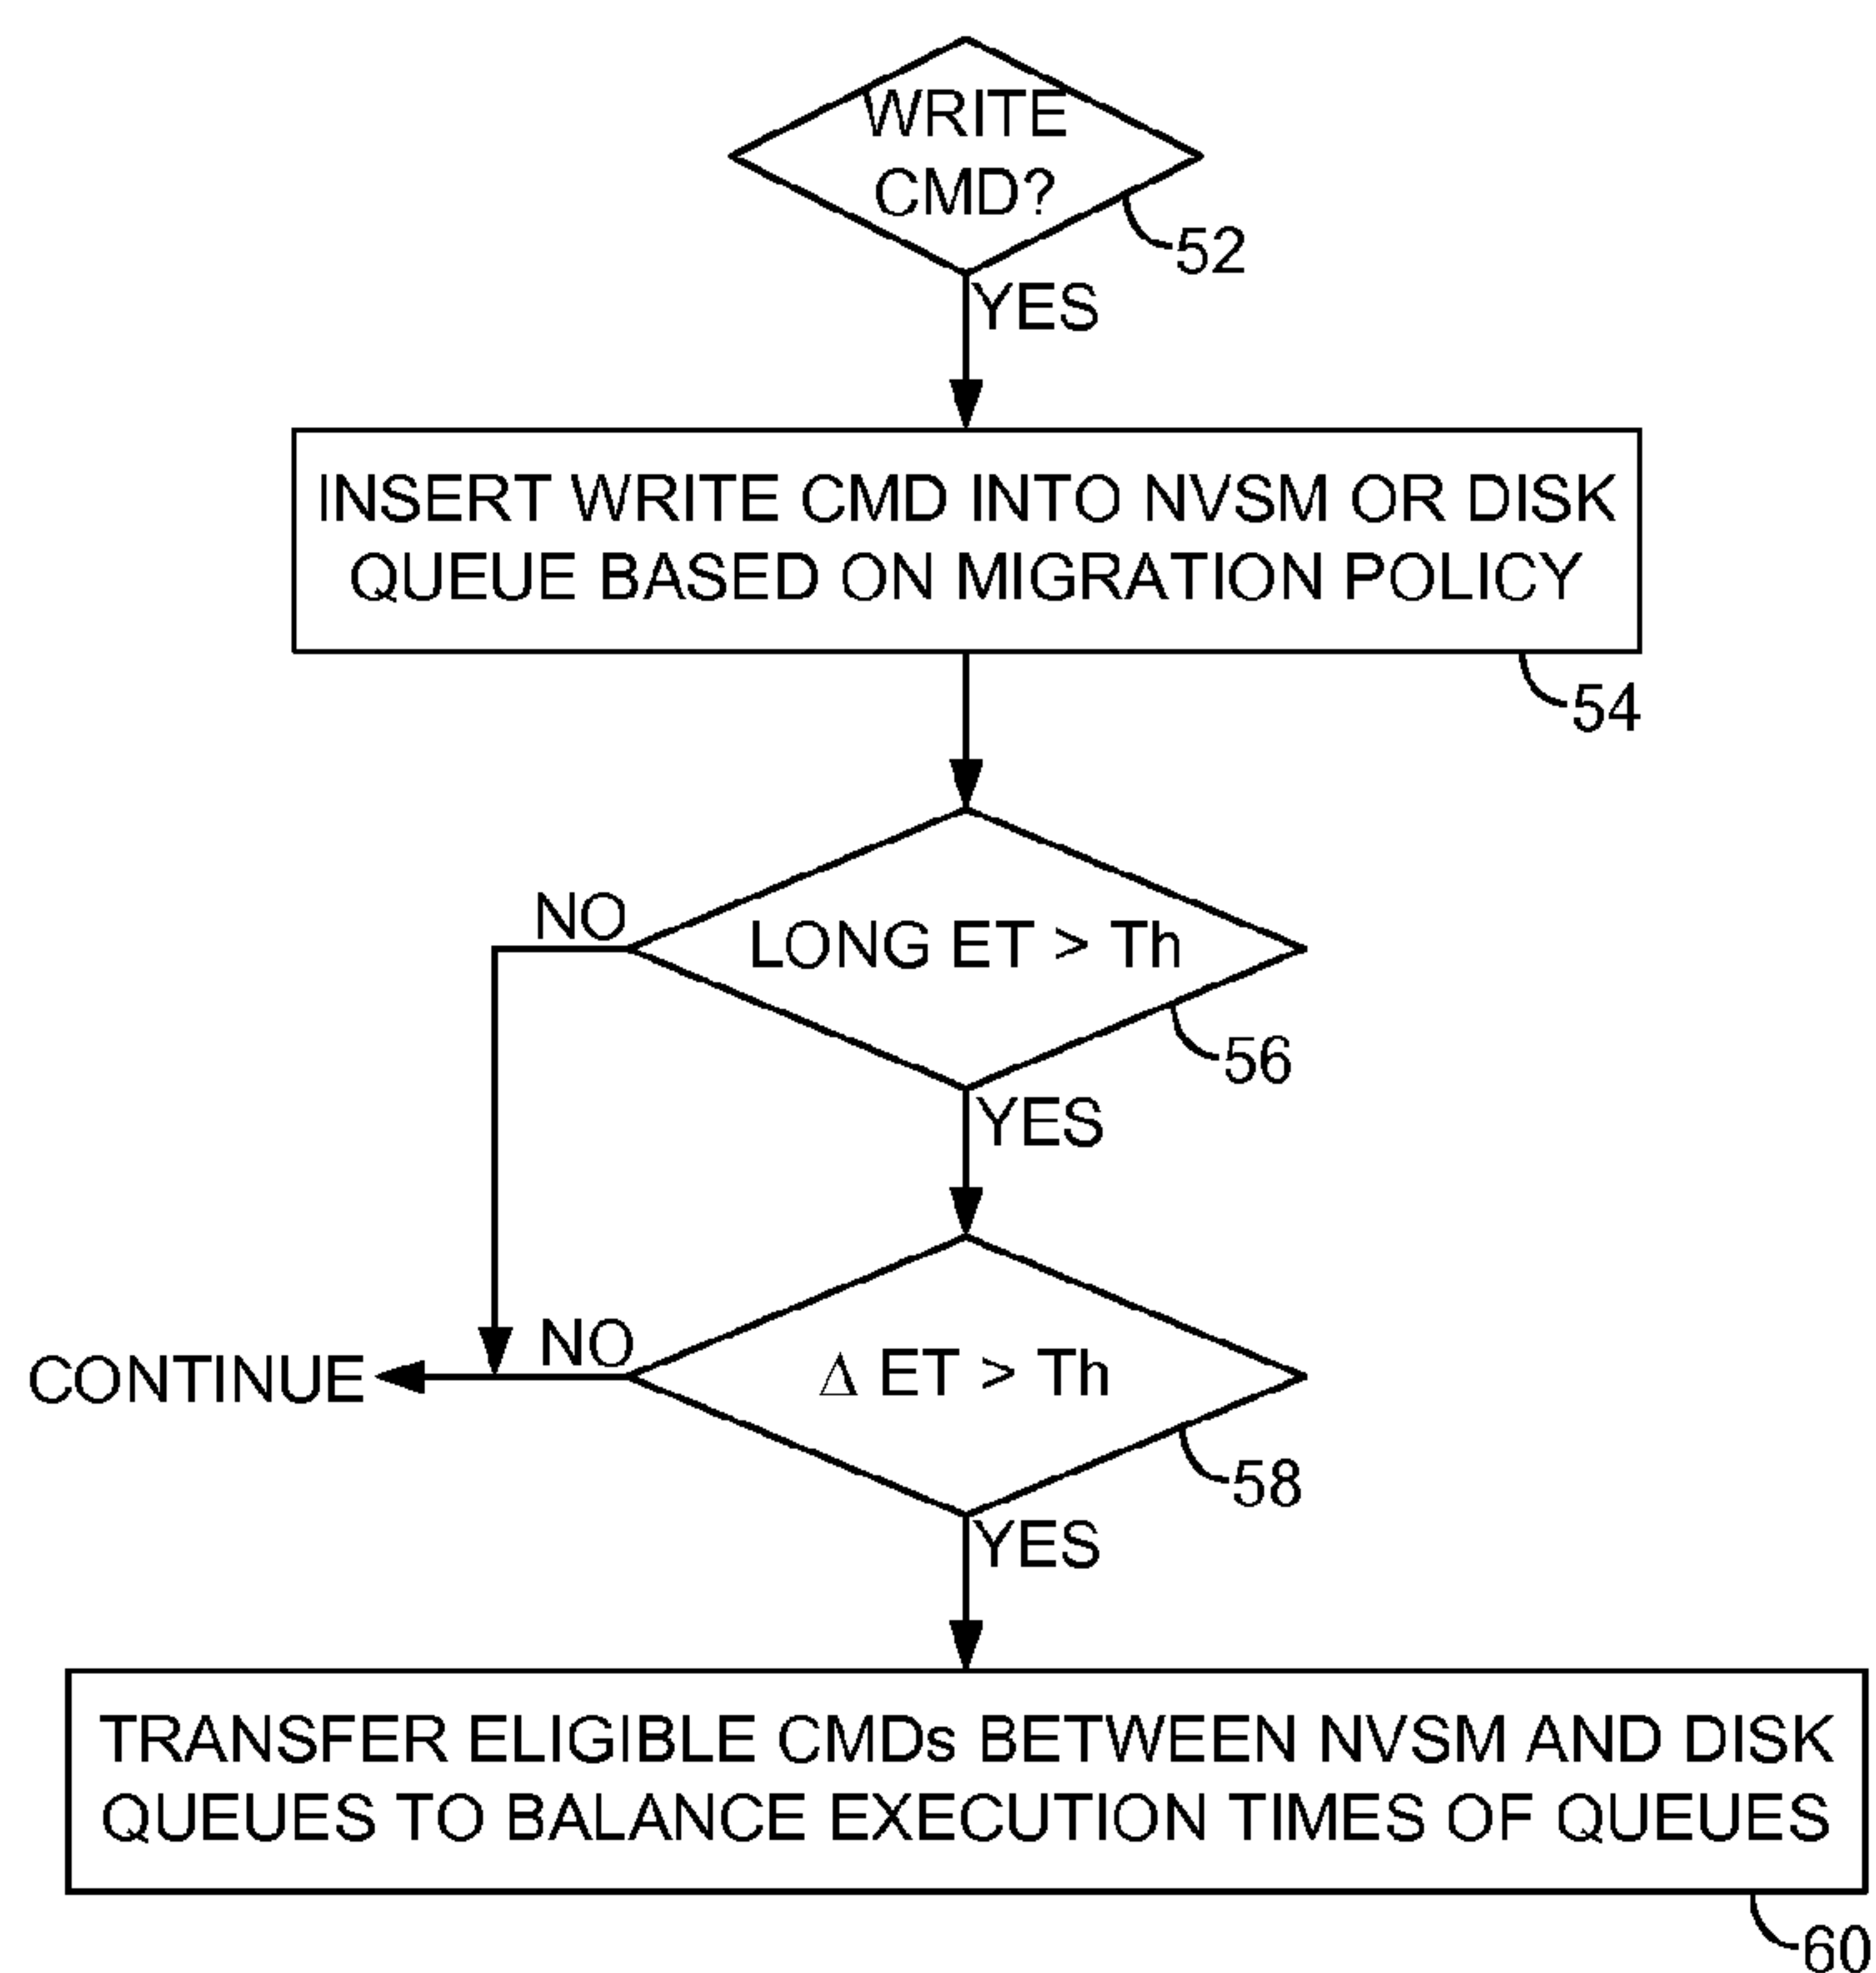 WRITE
CMD?
52
YES
INSERT WRITE CMD INTO NVSM OR DISK
QUEUE BASED ON MIGRATION POLICY
54
NO
LONG ET > Th
56
YES
NO
CONTINUE
Δ ET > Th
58
YES
TRANSFER ELIGIBLE CMDs BETWEEN NVSM AND DISK
QUEUES TO BALANCE EXECUTION TIMES OF QUEUES
60